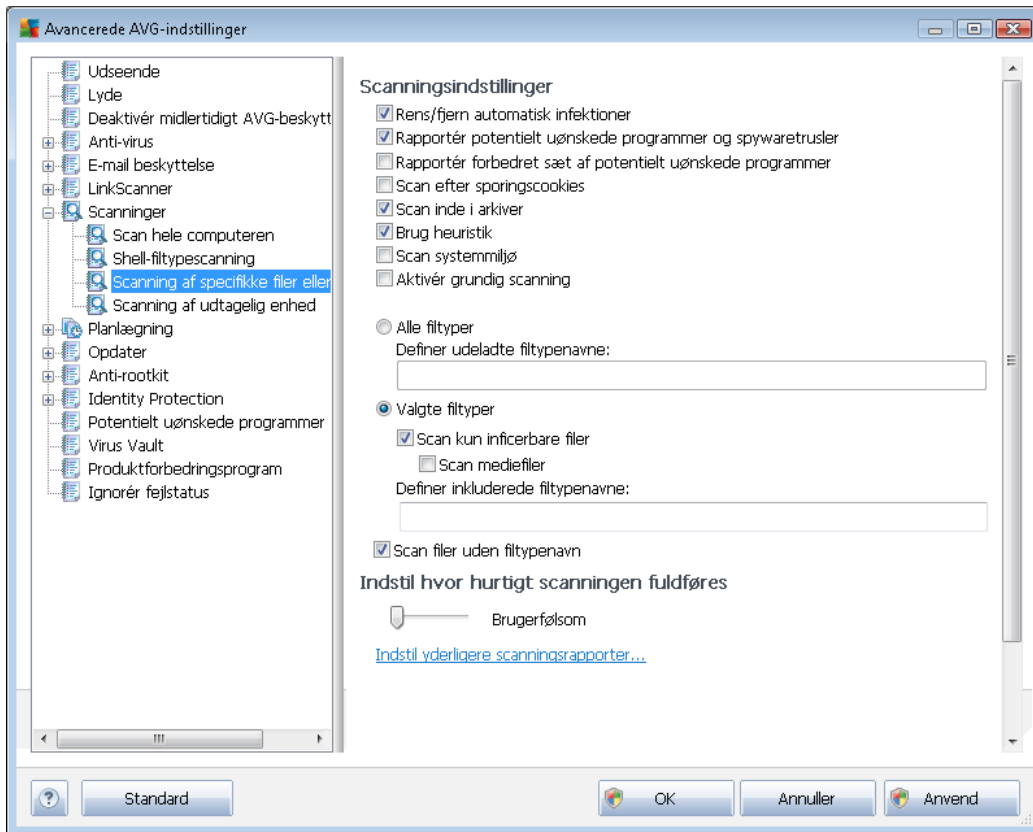 Avancerede AVG-indstillinger
Udseende
Lyde
Deaktivér midlertidigt AVG-beskytt
Anti-virus
E-mail beskyttelse
LinkScanner
Scanninger
Scan hele computeren
Shell-filtypescanning
Scanning af specifikke filer eller
Scanning af udtagelig enhed
Planlægning
Opdater
Anti-rootkit
Identity Protection
Potentielt uønskede programmer
Virus Vault
Produktforbedringsprogram
Ignorér fejlstatus
Scanningsindstillinger
Rens/fjern automatisk infektioner
Rapportér potentielt uønskede programmer og spywaretrusler
Rapportér forbedret sæt af potentielt uønskede programmer
Scan efter sporingscookies
Scan inde i arkiver
Brug heuristik
Scan systemmiljø
Aktivér grundig scanning
Alle filtyper
Definer udeladte filtypenavne:
Valgte filtyper
Scan kun inficerbare filer
Scan mediefiler
Definer inkluderede filtypenavne:
Scan filer uden filtypenavn
Indstil hvor hurtigt scanningen fuldføres
Brugerfølsom
Indstil yderligere scanningsrapporter...
?
Standard
OK
Annuller
Anvend